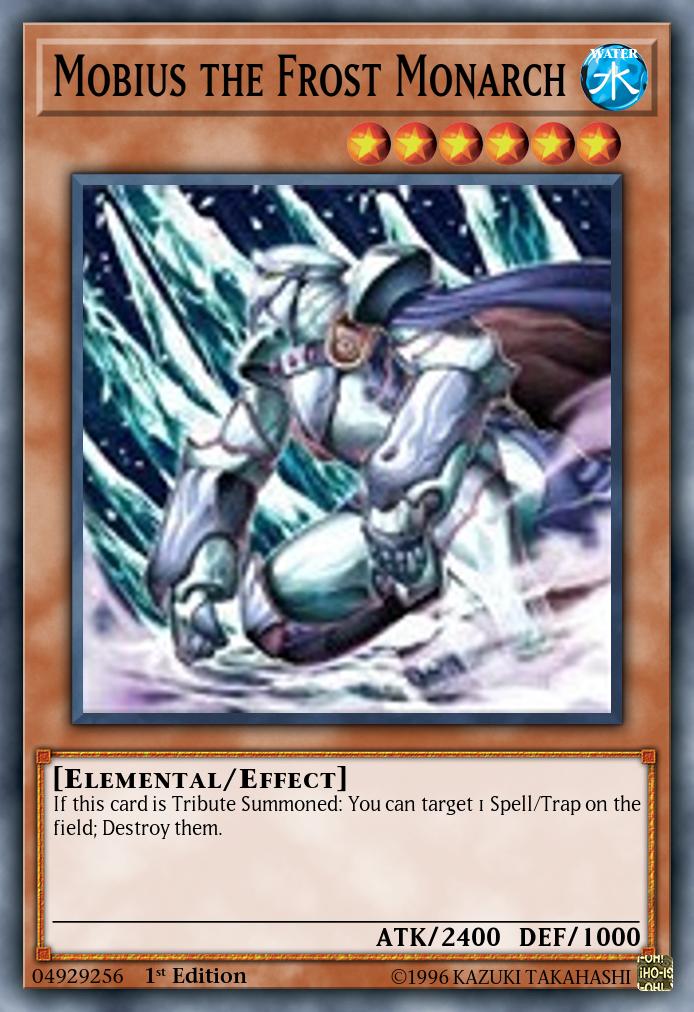 Mobius the Frost Monarch
WATER
水
[Elemental/Effect]
If this card is Tribute Summoned: You can target 1 Spell/Trap on the
field; Destroy them.
ATK/2400 DEF/1000
04929256 1st Edition ©1996 KAZUKI TAKAHASHI